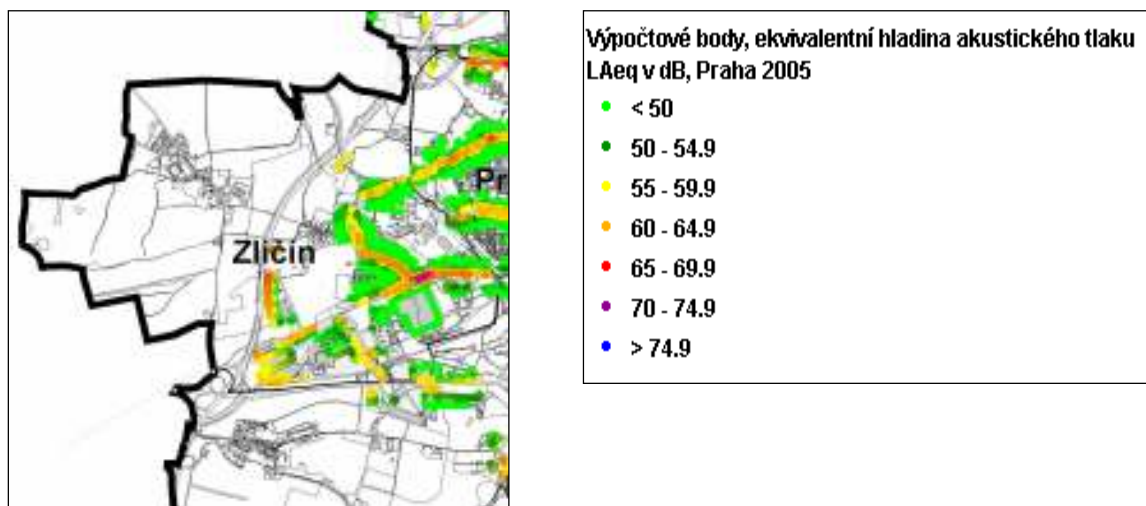 Zličín
Pr
Výpočtové body, ekvivalentní hladina akustického tlaku
LAeq v dB, Praha 2005
< 50
50 - 54.9
55 - 59.9
60 - 64.9
65 - 69.9
70 - 74.9
> 74.9